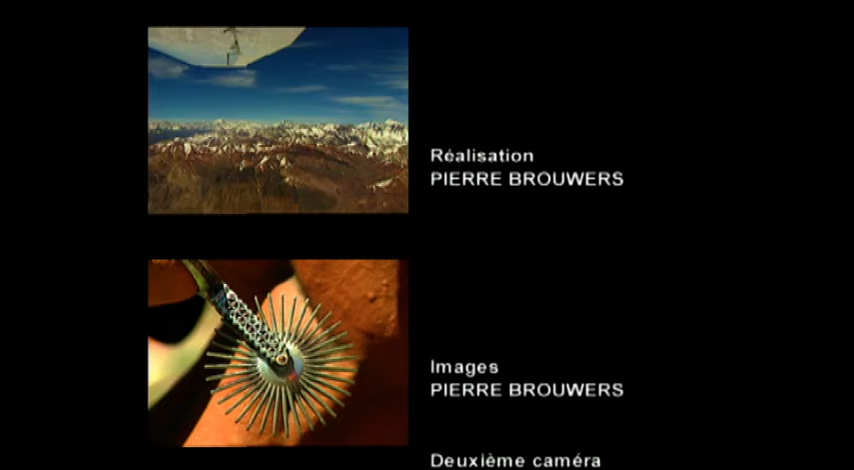 Réalisation
PIERRE BROUWERS
Images
PIERRE BROUWERS
Deuxième caméra